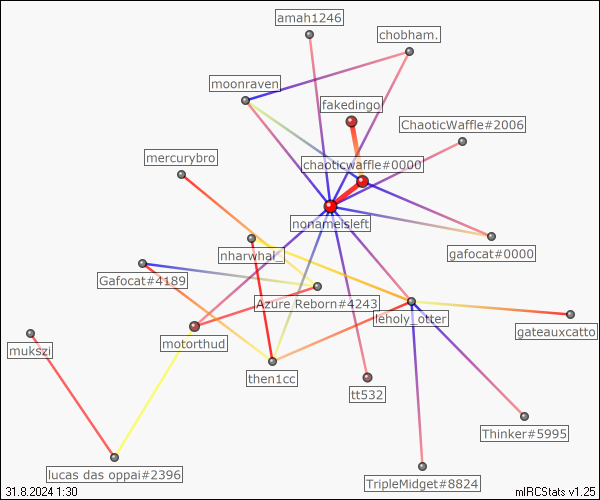 amah1246
chobham.
moonraven
fakedingo
ChaoticWaffle#2006
mercurybro
chaoticwaffle#0000
nonameisleft
nharwhal_
gafocat#0000
Gafocat#4189
Azure Reborn#4243
leholy_otter
gateauxcatto
motorthud
mukszi
then1cc
tt532
Thinker#5995
lucas das oppai#2396
TripleMidget#8824
31.8.2024 1:30
mIRCStats v1.25